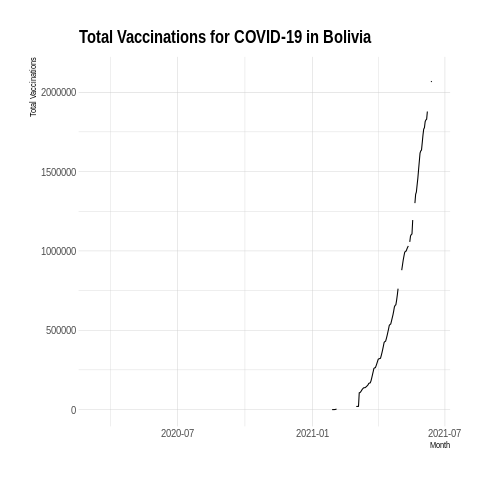 Total Vaccinations for COVID-19 in Bolivia
Total Vaccinations
2000000
1500000
1000000
500000
0
2020-07
2021-01
2021-07
Month